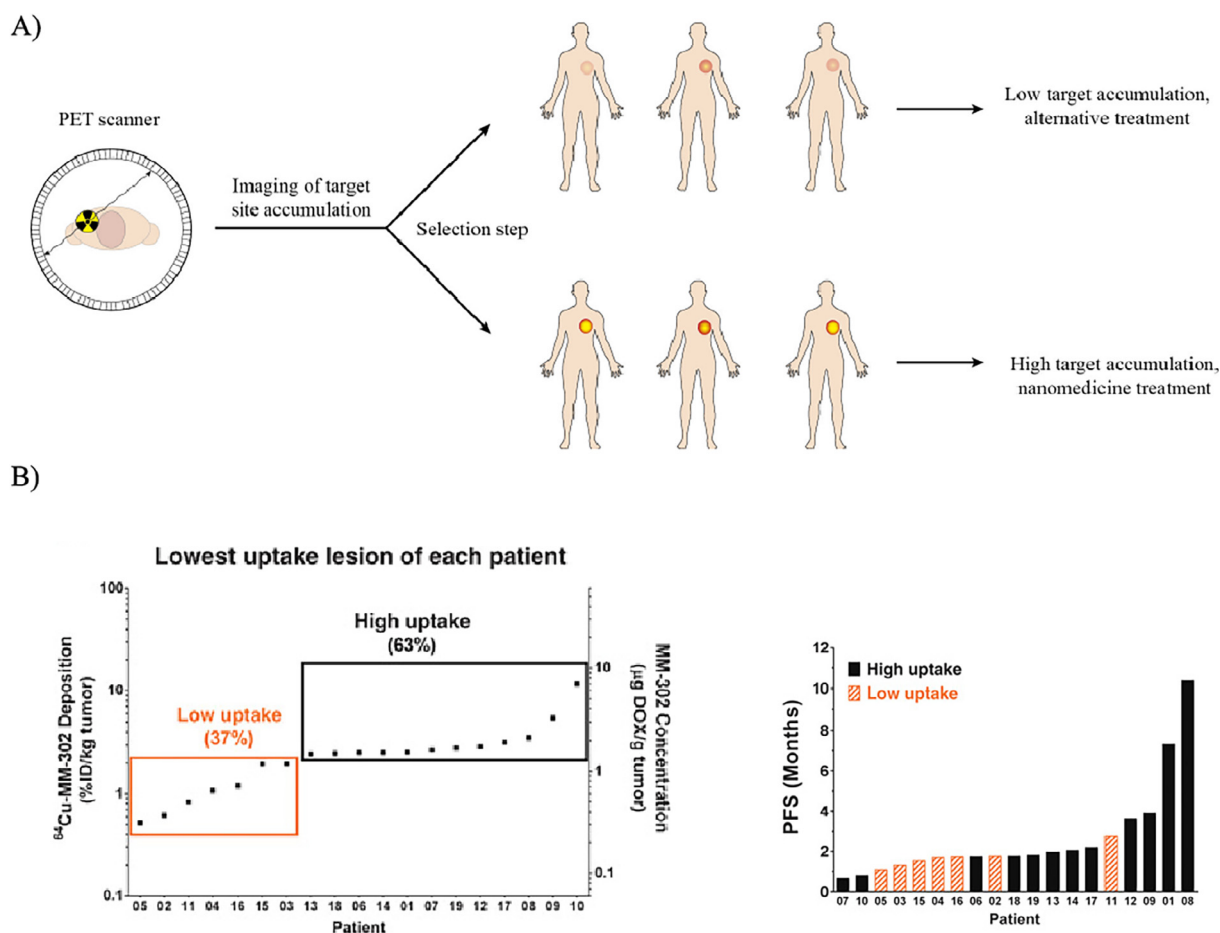 A)
PET scanner
Imaging of target
site accumulation
Selection step
Low target accumulation,
alternative treatment
High target accumulation,
nanomedicine treatment
B)
Lowest uptake lesion of each patient
64Cu-MM-302 Deposition
(%ID/kg tumor)
100
10
1
0.1
Low uptake
(37%)
High uptake
(63%)
10
1
0.1
MM-302 Concentration
(µg DOX/g tumor)
05 02 11 04 16 15 03 13 18 06 14 01 07 19 12 17 08 09 10
Patient
PFS (Months)
12
10
8
6
4
2
0
High uptake
Low uptake
07 10 05 03 15 04 16 06 02 18 19 13 14 17 11 12 09 01 08
Patient